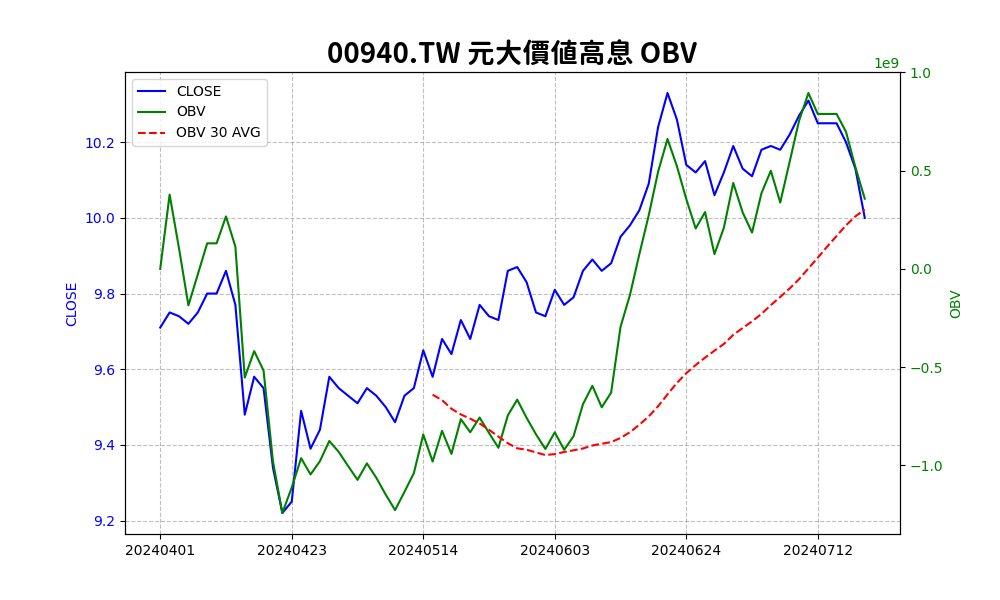 00940.TW 元大價值高息 OBV
1e9
CLOSE
OBV
OBV 30 AVG
1.0
10.2
0.5
10.0
0.0
9.8
CLOSE
OBV
9.6
−0.5
9.4
−1.0
9.2
20240401 20240423 20240514 20240603 20240624 20240712